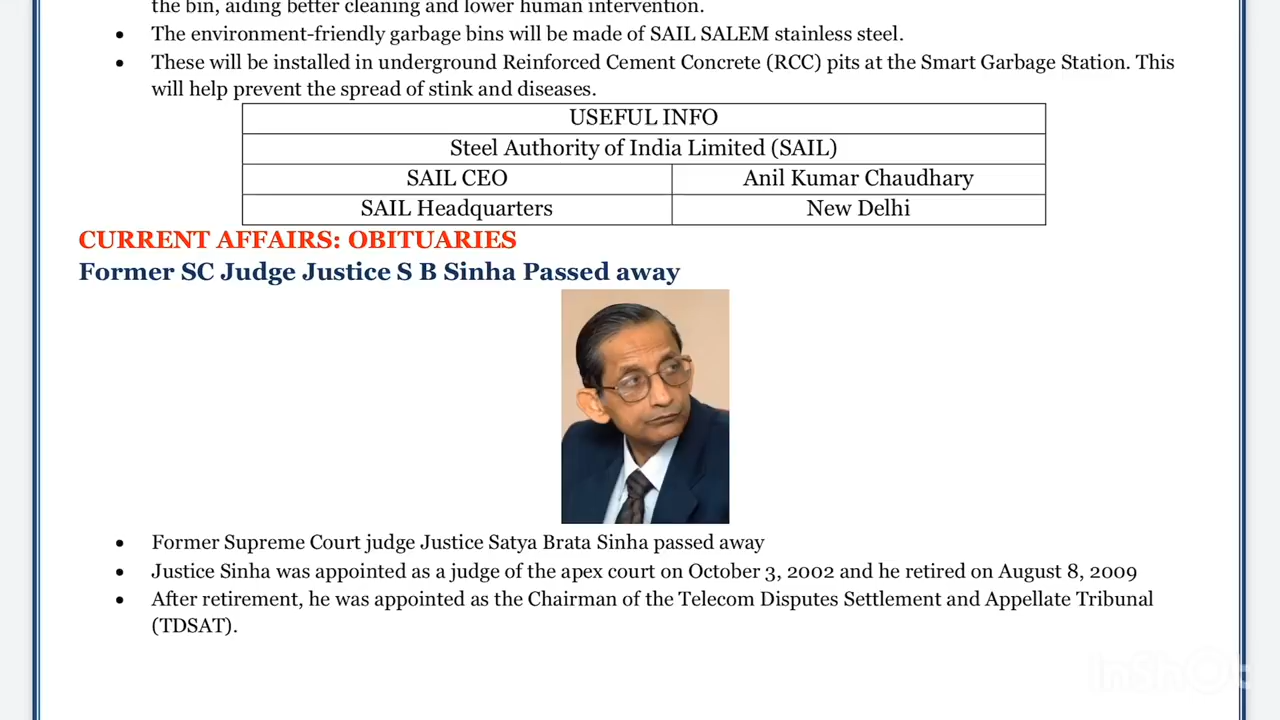 the bin, aiding better cleaning and lower human intervention.
• The environment-friendly garbage bins will be made of SAIL SALEM stainless steel.
• These will be installed in underground Reinforced Cement Concrete (RCC) pits at the Smart Garbage Station. This
will help prevent the spread of stink and diseases.
USEFUL INFO
Steel Authority of India Limited (SAIL)
SAIL CEO Anil Kumar Chaudhary
SAIL Headquarters New Delhi
CURRENT AFFAIRS: OBITUARIES
Former SC Judge Justice S B Sinha Passed away
• Former Supreme Court judge Justice Satya Brata Sinha passed away
• Justice Sinha was appointed as a judge of the apex court on October 3, 2002 and he retired on August 8, 2009
• After retirement, he was appointed as the Chairman of the Telecom Disputes Settlement and Appellate Tribunal
(TDSAT).
InShOt